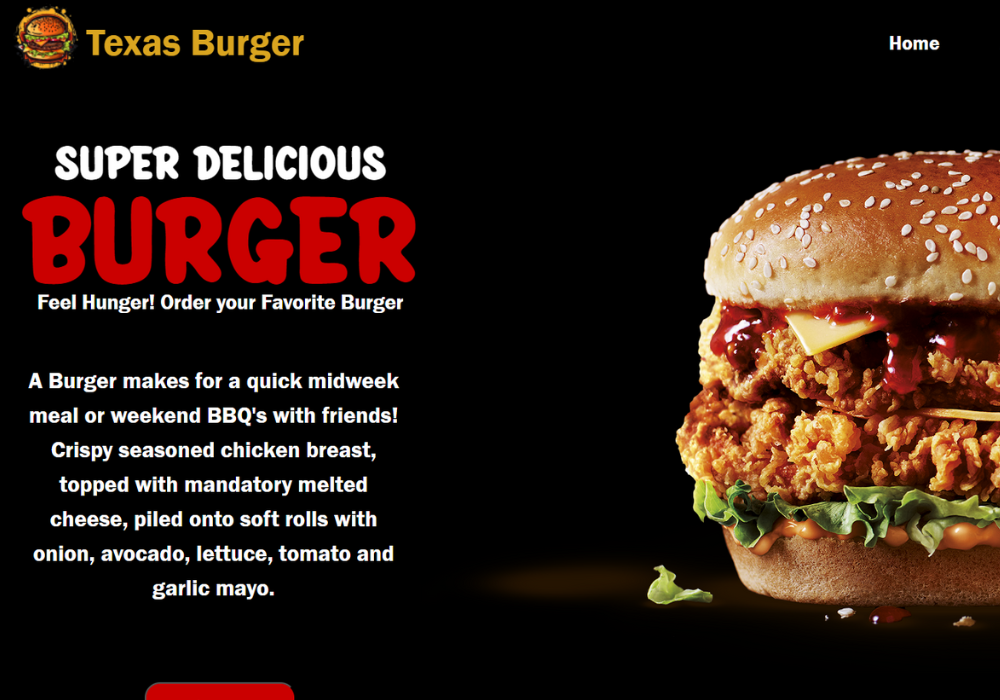 Texas Burger
Home
SUPER DELICIOUS
BURGER
Feel Hunger! Order your Favorite Burger
A Burger makes for a quick midweek
meal or weekend BBQ's with friends!
Crispy seasoned chicken breast,
topped with mandatory melted
cheese, piled onto soft rolls with
onion, avocado, lettuce, tomato and
garlic mayo.